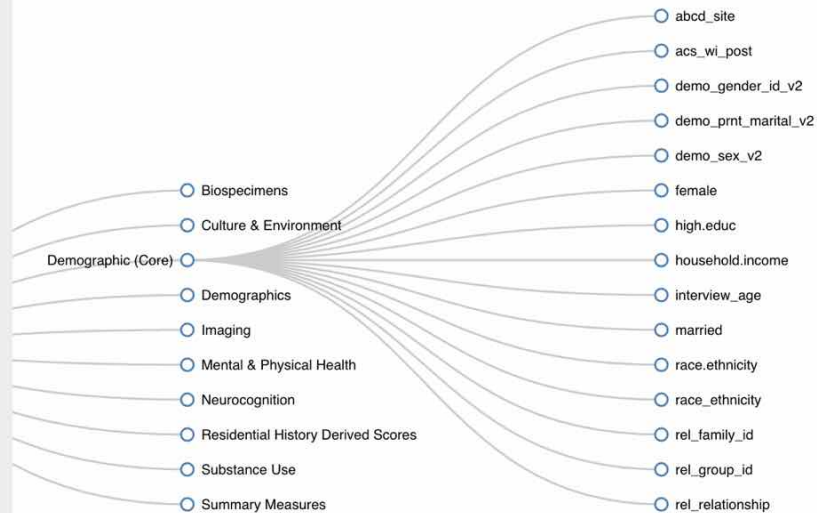 Biospecimens
Culture & Environment
Demographic (Core)
Demographics
Imaging
Mental & Physical Health
Neurocognition
Residential History Derived Scores
Substance Use
Summary Measures
abcd_site
acs_wi_post
demo_gender_id_v2
demo_prnt_marital_v2
demo_sex_v2
female
high.educ
household.income
interview_age
married
race.ethnicity
race_ethnicity
rel_family_id
rel_group_id
rel_relationship